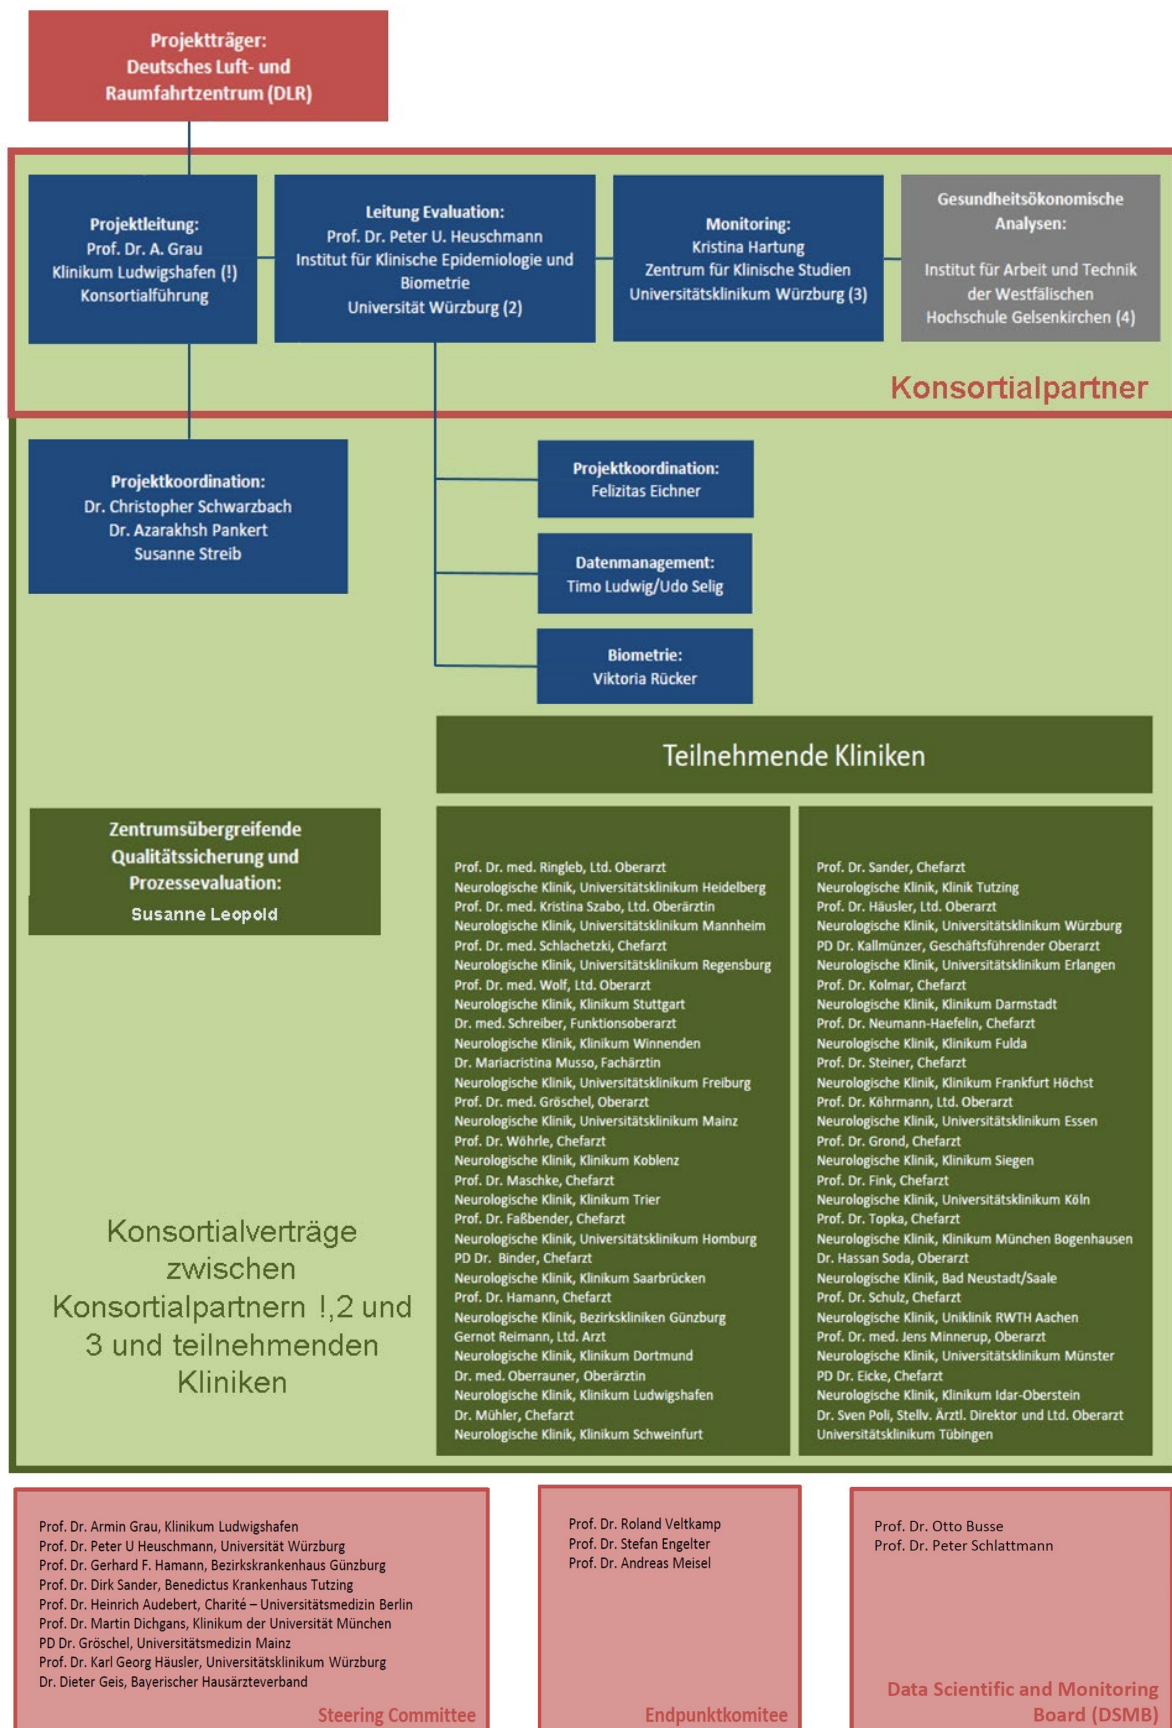 Projektträger:
Deutsches Luft- und
Raumfahrtzentrum (DLR)
Projektleitung:
Prof. Dr. A. Grau
Klinikum Ludwigshafen (!)
Konsortialführung
Leitung Evaluation:
Prof. Dr. Peter U. Heuschmann
Institut für Klinische Epidemiologie und
Biometrie
Universität Würzburg (2)
Monitoring:
Kristina Hartung
Zentrum für Klinische Studien
Universitätsklinikum Würzburg (3)
Gesundheitsökonomische
Analysen:
Institut für Arbeit und Technik
der Westfälischen
Hochschule Gelsenkirchen (4)
Konsortialpartner
Projektkoordination:
Dr. Christopher Schwarzbach
Dr. Azarakhsh Pankert
Susanne Streib
Projektkoordination:
Felizitas Eichner
Datenmanagement:
Timo Ludwig/Udo Selig
Biometrie:
Viktoria Rücker
Teilnehmende Kliniken
Zentrumsübergreifende
Qualitätssicherung und
Prozessevaluation:
Susanne Leopold
Konsortialverträge
zwischen
Konsortialpartnern !,2 und
3 und teilnehmenden
Kliniken
Prof. Dr. med. Ringleb, Ltd. Oberarzt
Neurologische Klinik, Universitätsklinikum Heidelberg
Prof. Dr. med. Kristina Szabo, Ltd. Oberärztin
Neurologische Klinik, Universitätsklinikum Mannheim
Prof. Dr. med. Schlachetzki, Chefarzt
Neurologische Klinik, Universitätsklinikum Regensburg
Prof. Dr. med. Wolf, Ltd. Oberarzt
Neurologische Klinik, Klinikum Stuttgart
Dr. med. Schreiber, Funktionsoberarzt
Neurologische Klinik, Klinikum Winnenden
Dr. Mariacristina Musso, Fachärztin
Neurologische Klinik, Universitätsklinikum Freiburg
Prof. Dr. med. Gröschel, Oberarzt
Neurologische Klinik, Universitätsklinikum Mainz
Prof. Dr. Wöhrle, Chefarzt
Neurologische Klinik, Klinikum Koblenz
Prof. Dr. Maschke, Chefarzt
Neurologische Klinik, Klinikum Trier
Prof. Dr. Faßbender, Chefarzt
Neurologische Klinik, Universitätsklinikum Homburg
PD Dr. Binder, Chefarzt
Neurologische Klinik, Klinikum Saarbrücken
Prof. Dr. Hamann, Chefarzt
Neurologische Klinik, Bezirkskliniken Günzburg
Gernot Reimann, Ltd. Arzt
Neurologische Klinik, Klinikum Dortmund
Dr. med. Oberrauner, Oberärztin
Neurologische Klinik, Klinikum Ludwigshafen
Dr. Mühler, Chefarzt
Neurologische Klinik, Klinikum Schweinfurt
Prof. Dr. Sander, Chefarzt
Neurologische Klinik, Klinik Tutzing
Prof. Dr. Häusler, Ltd. Oberarzt
Neurologische Klinik, Universitätsklinikum Würzburg
PD Dr. Kallmünzer, Geschäftsführender Oberarzt
Neurologische Klinik, Universitätsklinikum Erlangen
Prof. Dr. Kolmar, Chefarzt
Neurologische Klinik, Klinikum Darmstadt
Prof. Dr. Neumann-Haefelin, Chefarzt
Neurologische Klinik, Klinikum Fulda
Prof. Dr. Steiner, Chefarzt
Neurologische Klinik, Klinikum Frankfurt Höchst
Prof. Dr. Köhrmann, Ltd. Oberarzt
Neurologische Klinik, Universitätsklinikum Essen
Prof. Dr. Grond, Chefarzt
Neurologische Klinik, Klinikum Siegen
Prof. Dr. Fink, Chefarzt
Neurologische Klinik, Universitätsklinikum Köln
Prof. Dr. Topka, Chefarzt
Neurologische Klinik, Klinikum München Bogenhausen
Dr. Hassan Soda, Oberarzt
Neurologische Klinik, Bad Neustadt/Saale
Prof. Dr. Schulz, Chefarzt
Neurologische Klinik, Uniklinik RWTH Aachen
Prof. Dr. med. Jens Minnerup, Oberarzt
Neurologische Klinik, Universitätsklinikum Münster
PD Dr. Eicke, Chefarzt
Neurologische Klinik, Klinikum Idar-Oberstein
Dr. Sven Poli, Stellv. Ärztl. Direktor und Ltd. Oberarzt
Universitätsklinikum Tübingen
Prof. Dr. Armin Grau, Klinikum Ludwigshafen
Prof. Dr. Peter U Heuschmann, Universität Würzburg
Prof. Dr. Gerhard F. Hamann, Bezirkskrankenhaus Günzburg
Prof. Dr. Dirk Sander, Benedictus Krankenhaus Tutzing
Prof. Dr. Heinrich Audebert, Charité – Universitätsmedizin Berlin
Prof. Dr. Martin Dichgans, Klinikum der Universität München
PD Dr. Gröschel, Universitätsmedizin Mainz
Prof. Dr. Karl Georg Häusler, Universitätsklinikum Würzburg
Dr. Dieter Geis, Bayerischer Hausärzteverband
Steering Committee
Prof. Dr. Roland Veltkamp
Prof. Dr. Stefan Engelter
Prof. Dr. Andreas Meisel
Endpunktkomitee
Prof. Dr. Otto Busse
Prof. Dr. Peter Schlattmann
Data Scientific and Monitoring
Board (DSMB)